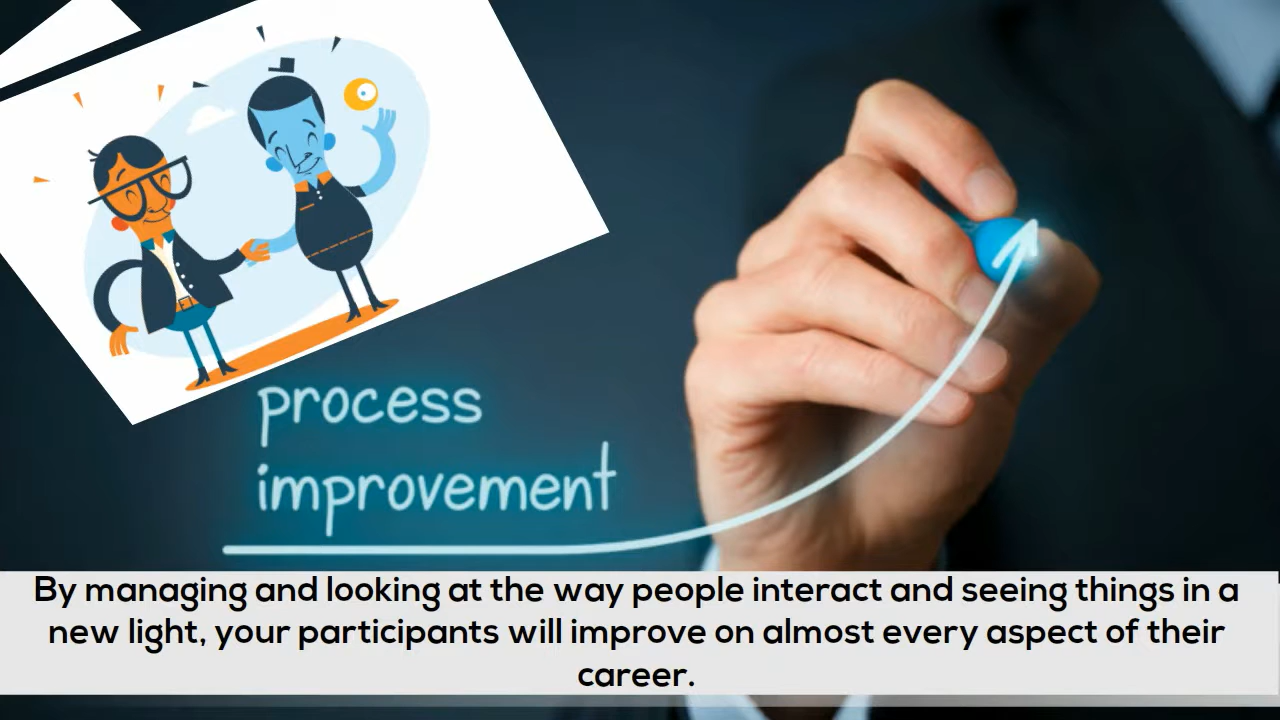 process
improvement
By managing and looking at the way people interact and seeing things in a
new light, your participants will improve on almost every aspect of their
career.